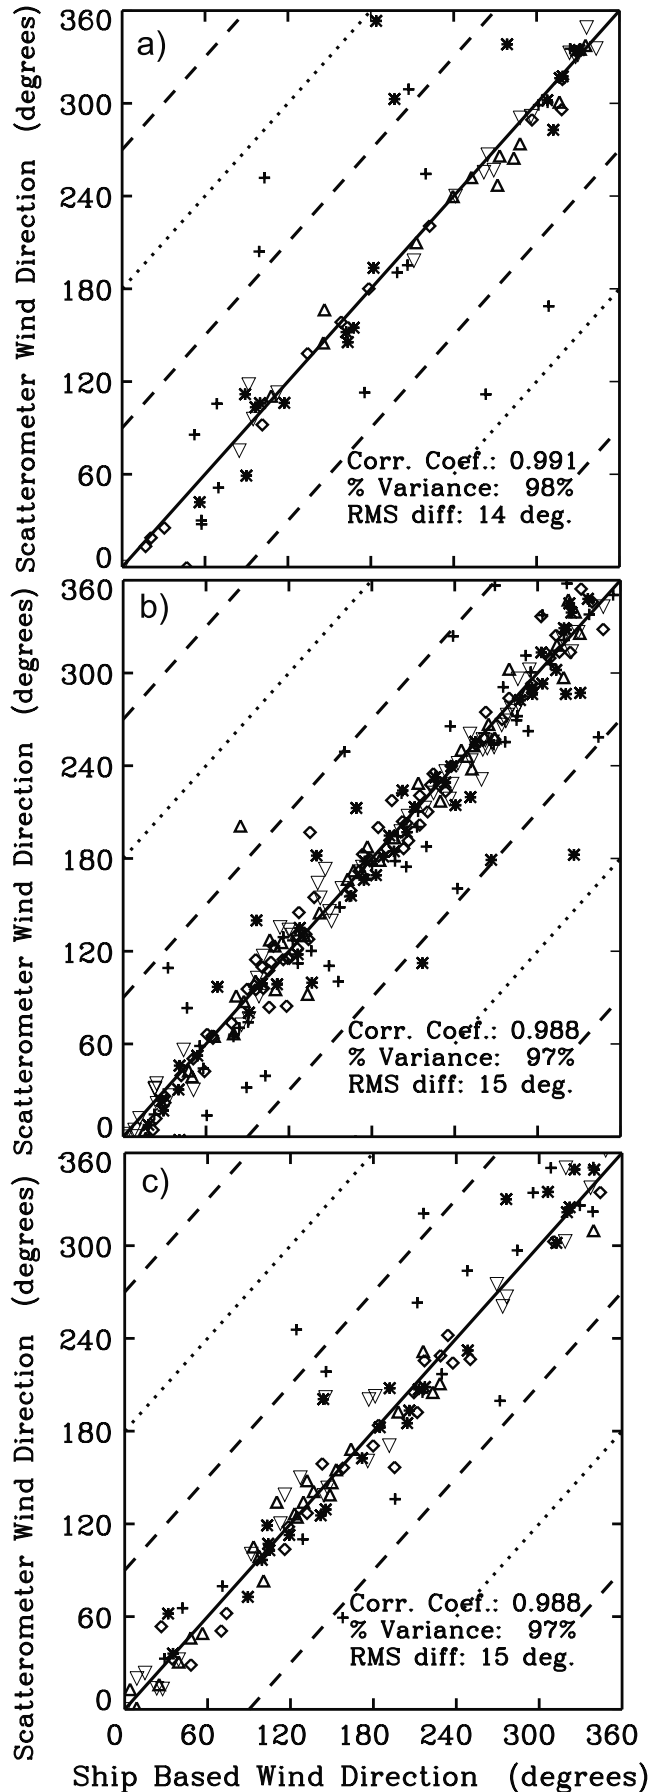 a)
Scatterometer Wind Direction (degrees)
360
300
240
180
120
60
0
Corr. Coef.: 0.991
% Variance: 98%
RMS diff: 14 deg.
b)
Scatterometer Wind Direction (degrees)
360
300
240
180
120
60
0
Corr. Coef.: 0.988
% Variance: 97%
RMS diff: 15 deg.
c)
Scatterometer Wind Direction (degrees)
360
300
240
180
120
60
0
Corr. Coef.: 0.988
% Variance: 97%
RMS diff: 15 deg.
0 60 120 180 240 300 360
Ship Based Wind Direction (degrees)